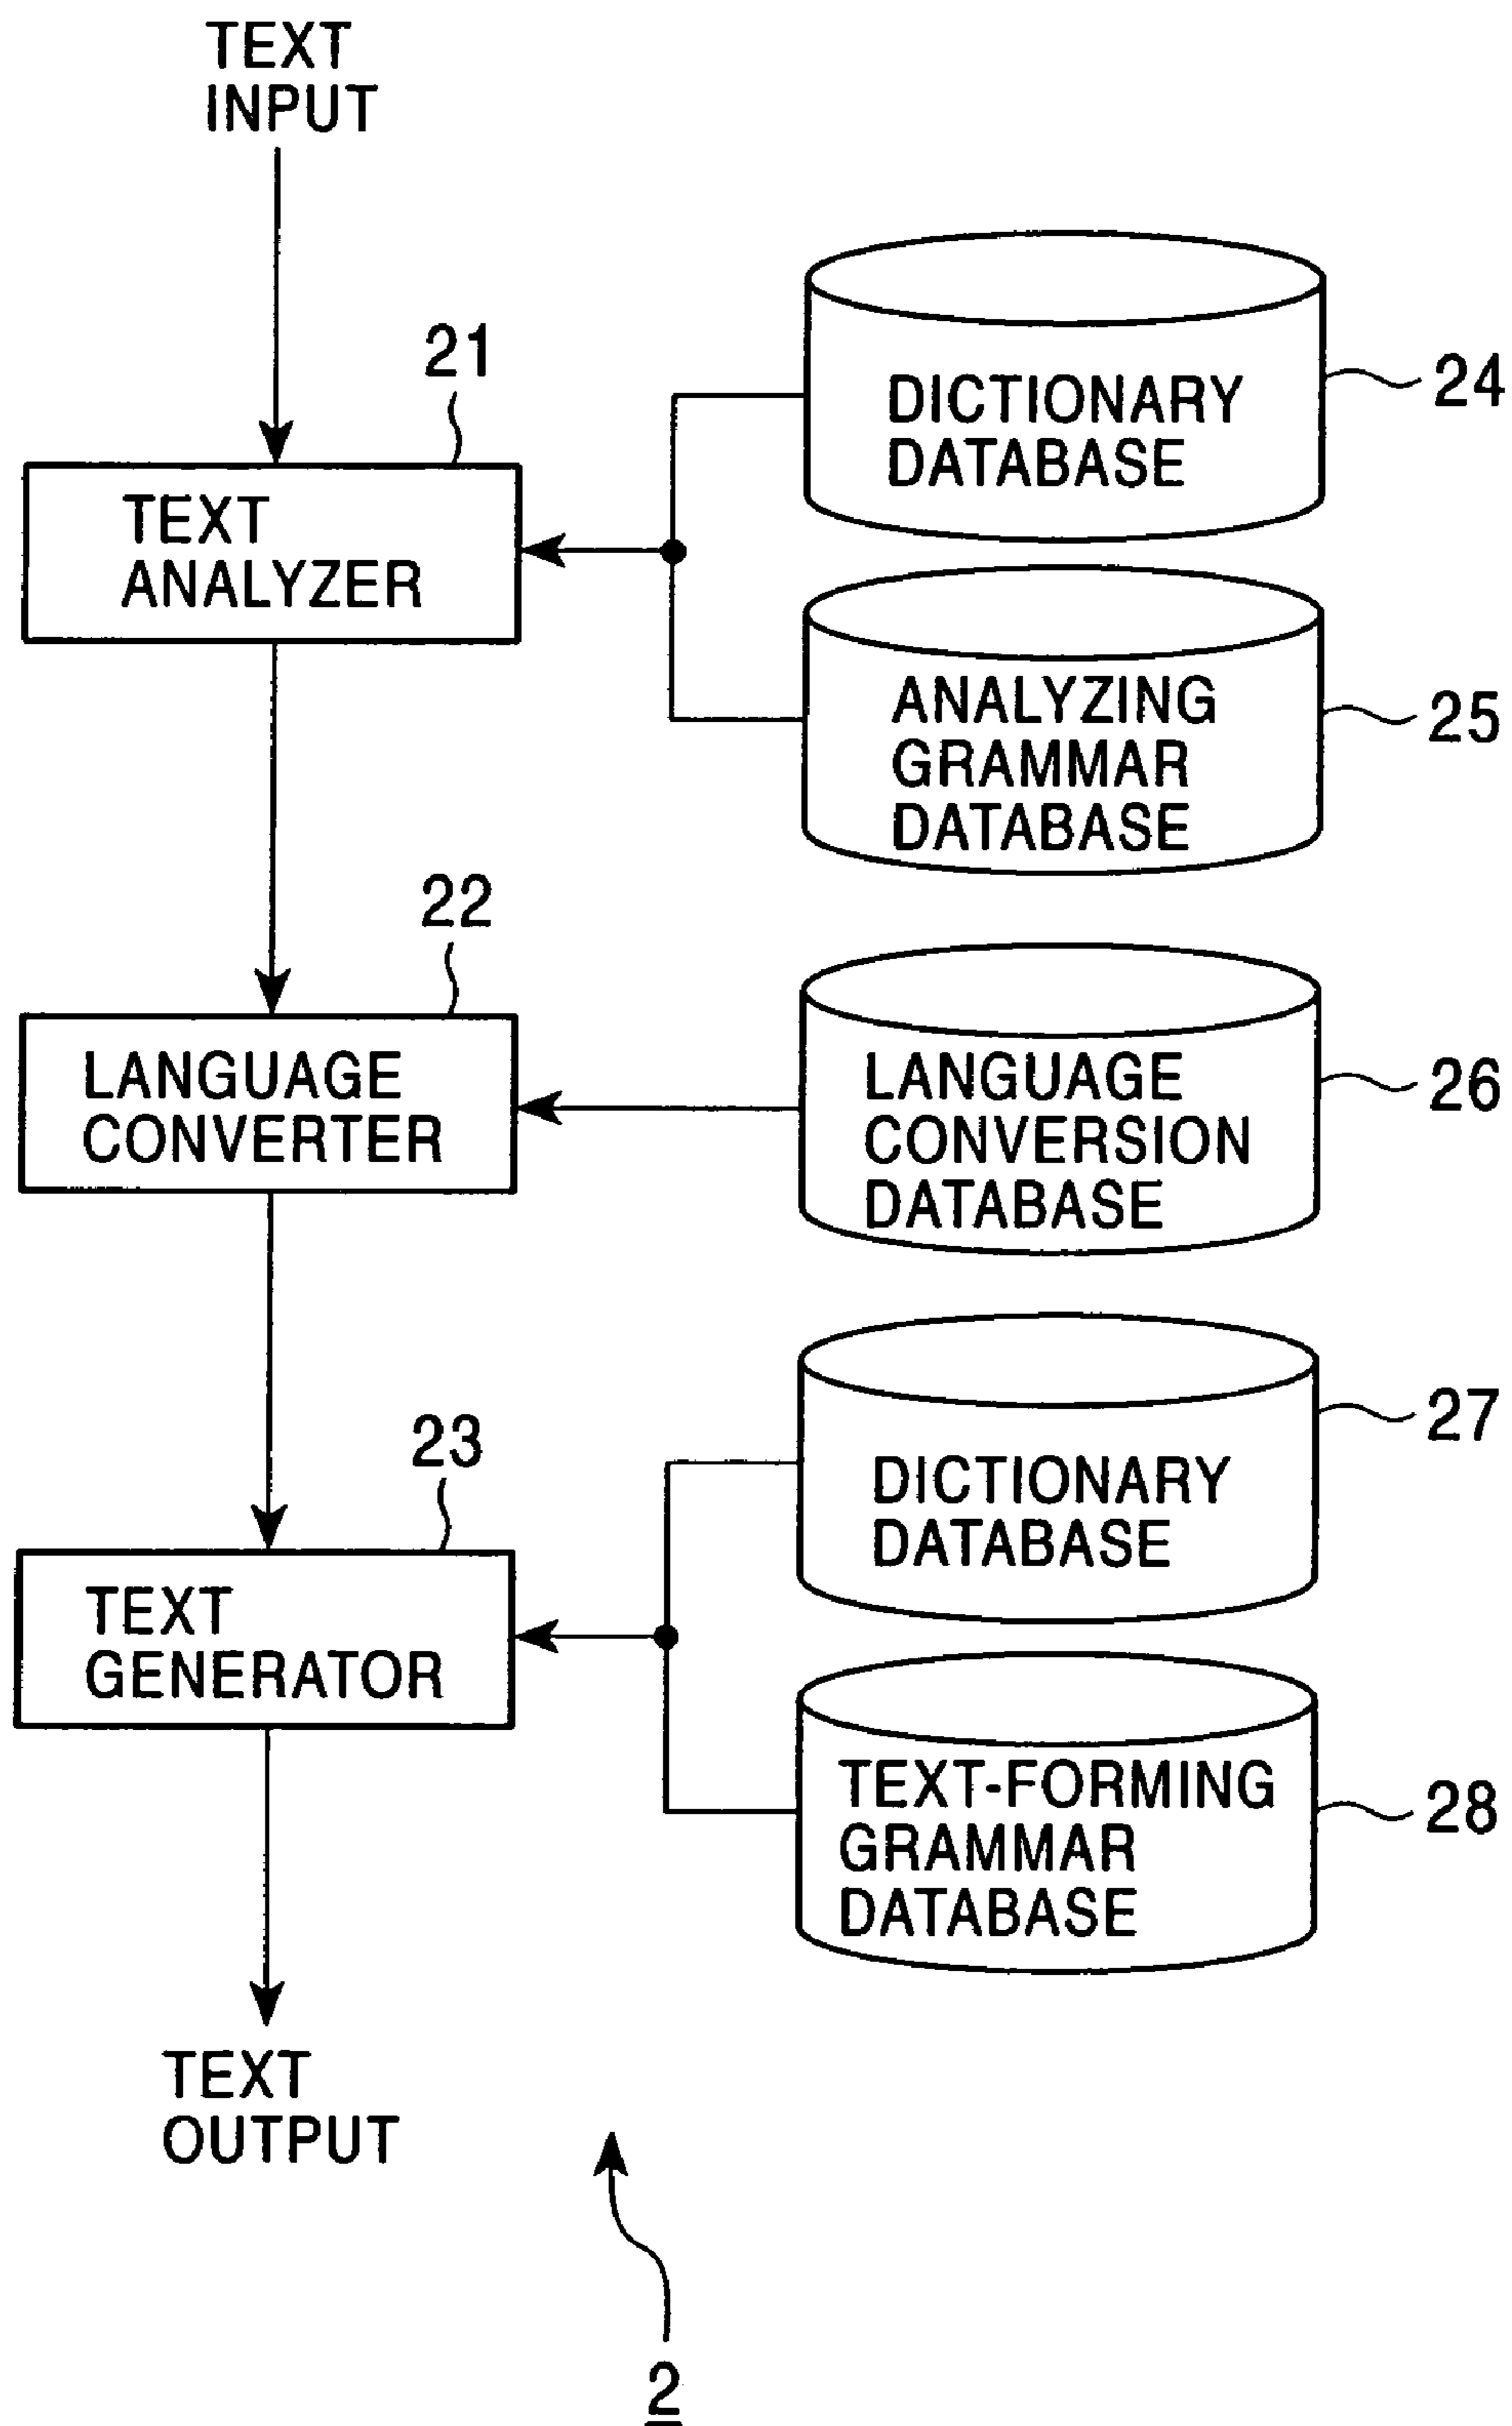 TEXT
INPUT
21
TEXT
ANALYZER
DICTIONARY
DATABASE
24
ANALYZING
GRAMMAR
DATABASE
25
22
LANGUAGE
CONVERTER
LANGUAGE
CONVERSION
DATABASE
26
23
TEXT
GENERATOR
DICTIONARY
DATABASE
27
TEXT-FORMING
GRAMMAR
DATABASE
28
TEXT
OUTPUT
2